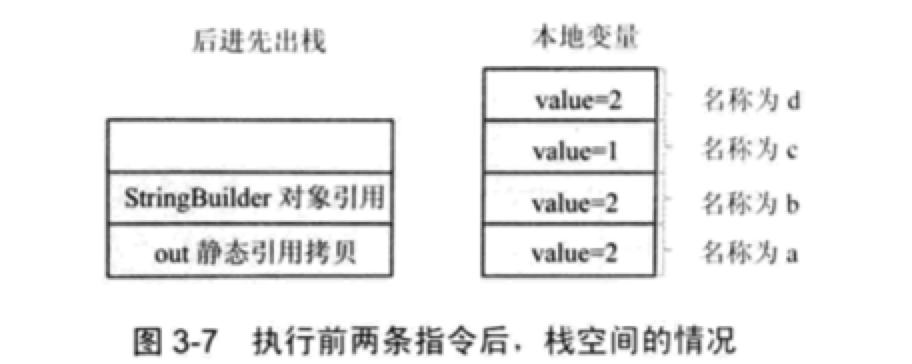 后进先出栈
本地变量
value=2 名称为 d
value=1 名称为 c
StringBuilder 对象引用
value=2 名称为 b
out 静态引用拷贝
value=2 名称为 a
图 3-7 执行前两条指令后，栈空间的情况